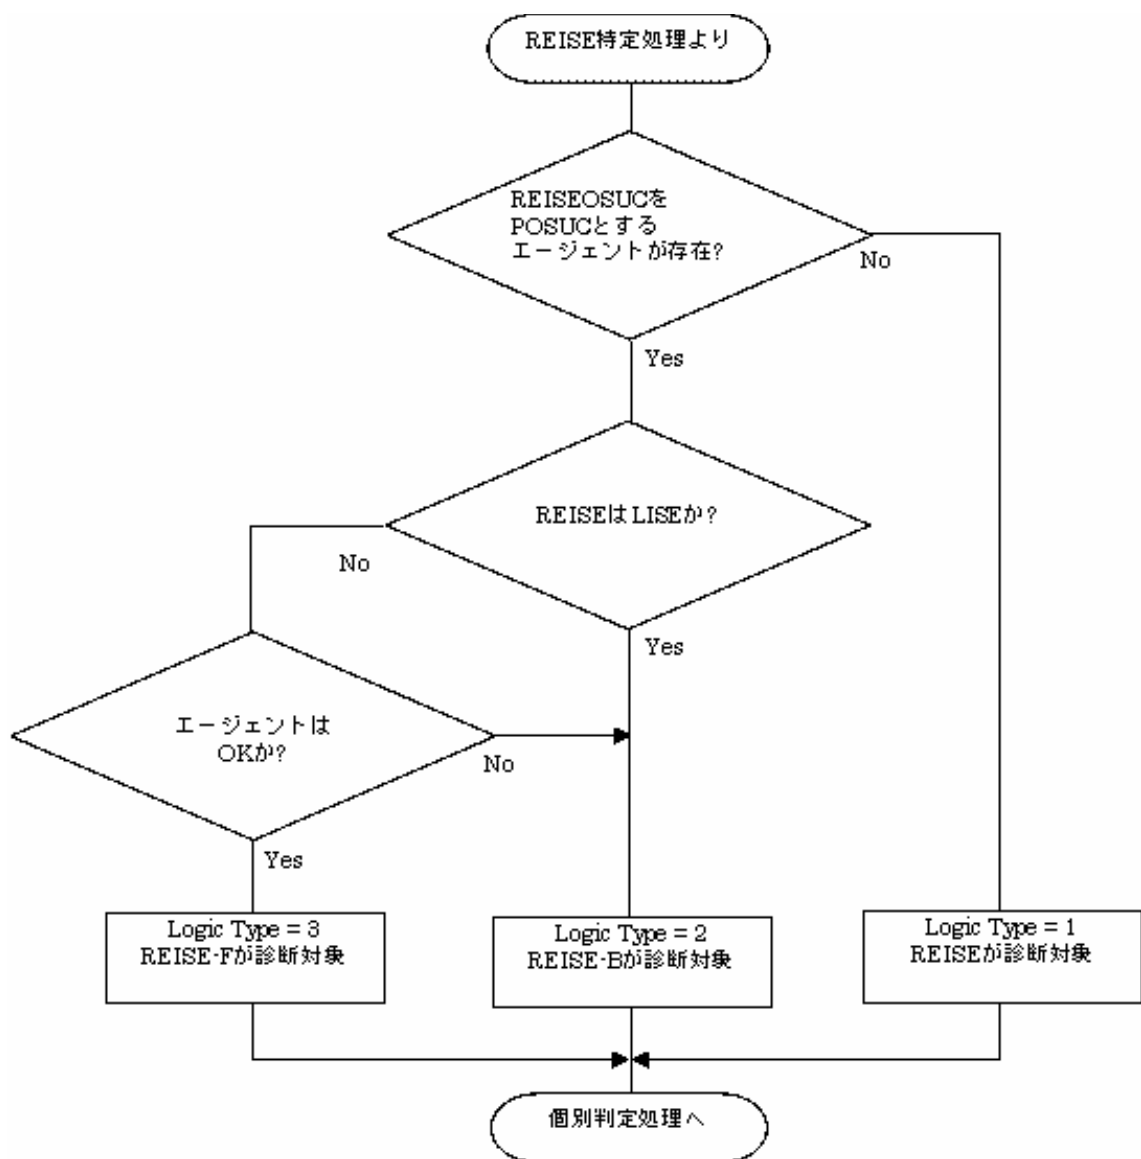 REISE特定処理より
REISEOSUCを
POSUCとする
エージェントが存在?
No
Yes
REISEはLISEか?
No
Yes
エージェントは
OKか?
No
Yes
Logic Type = 3
REISE-Fが診断対象
Logic Type = 2
REISE-Bが診断対象
Logic Type = 1
REISEが診断対象
個別判定処理へ